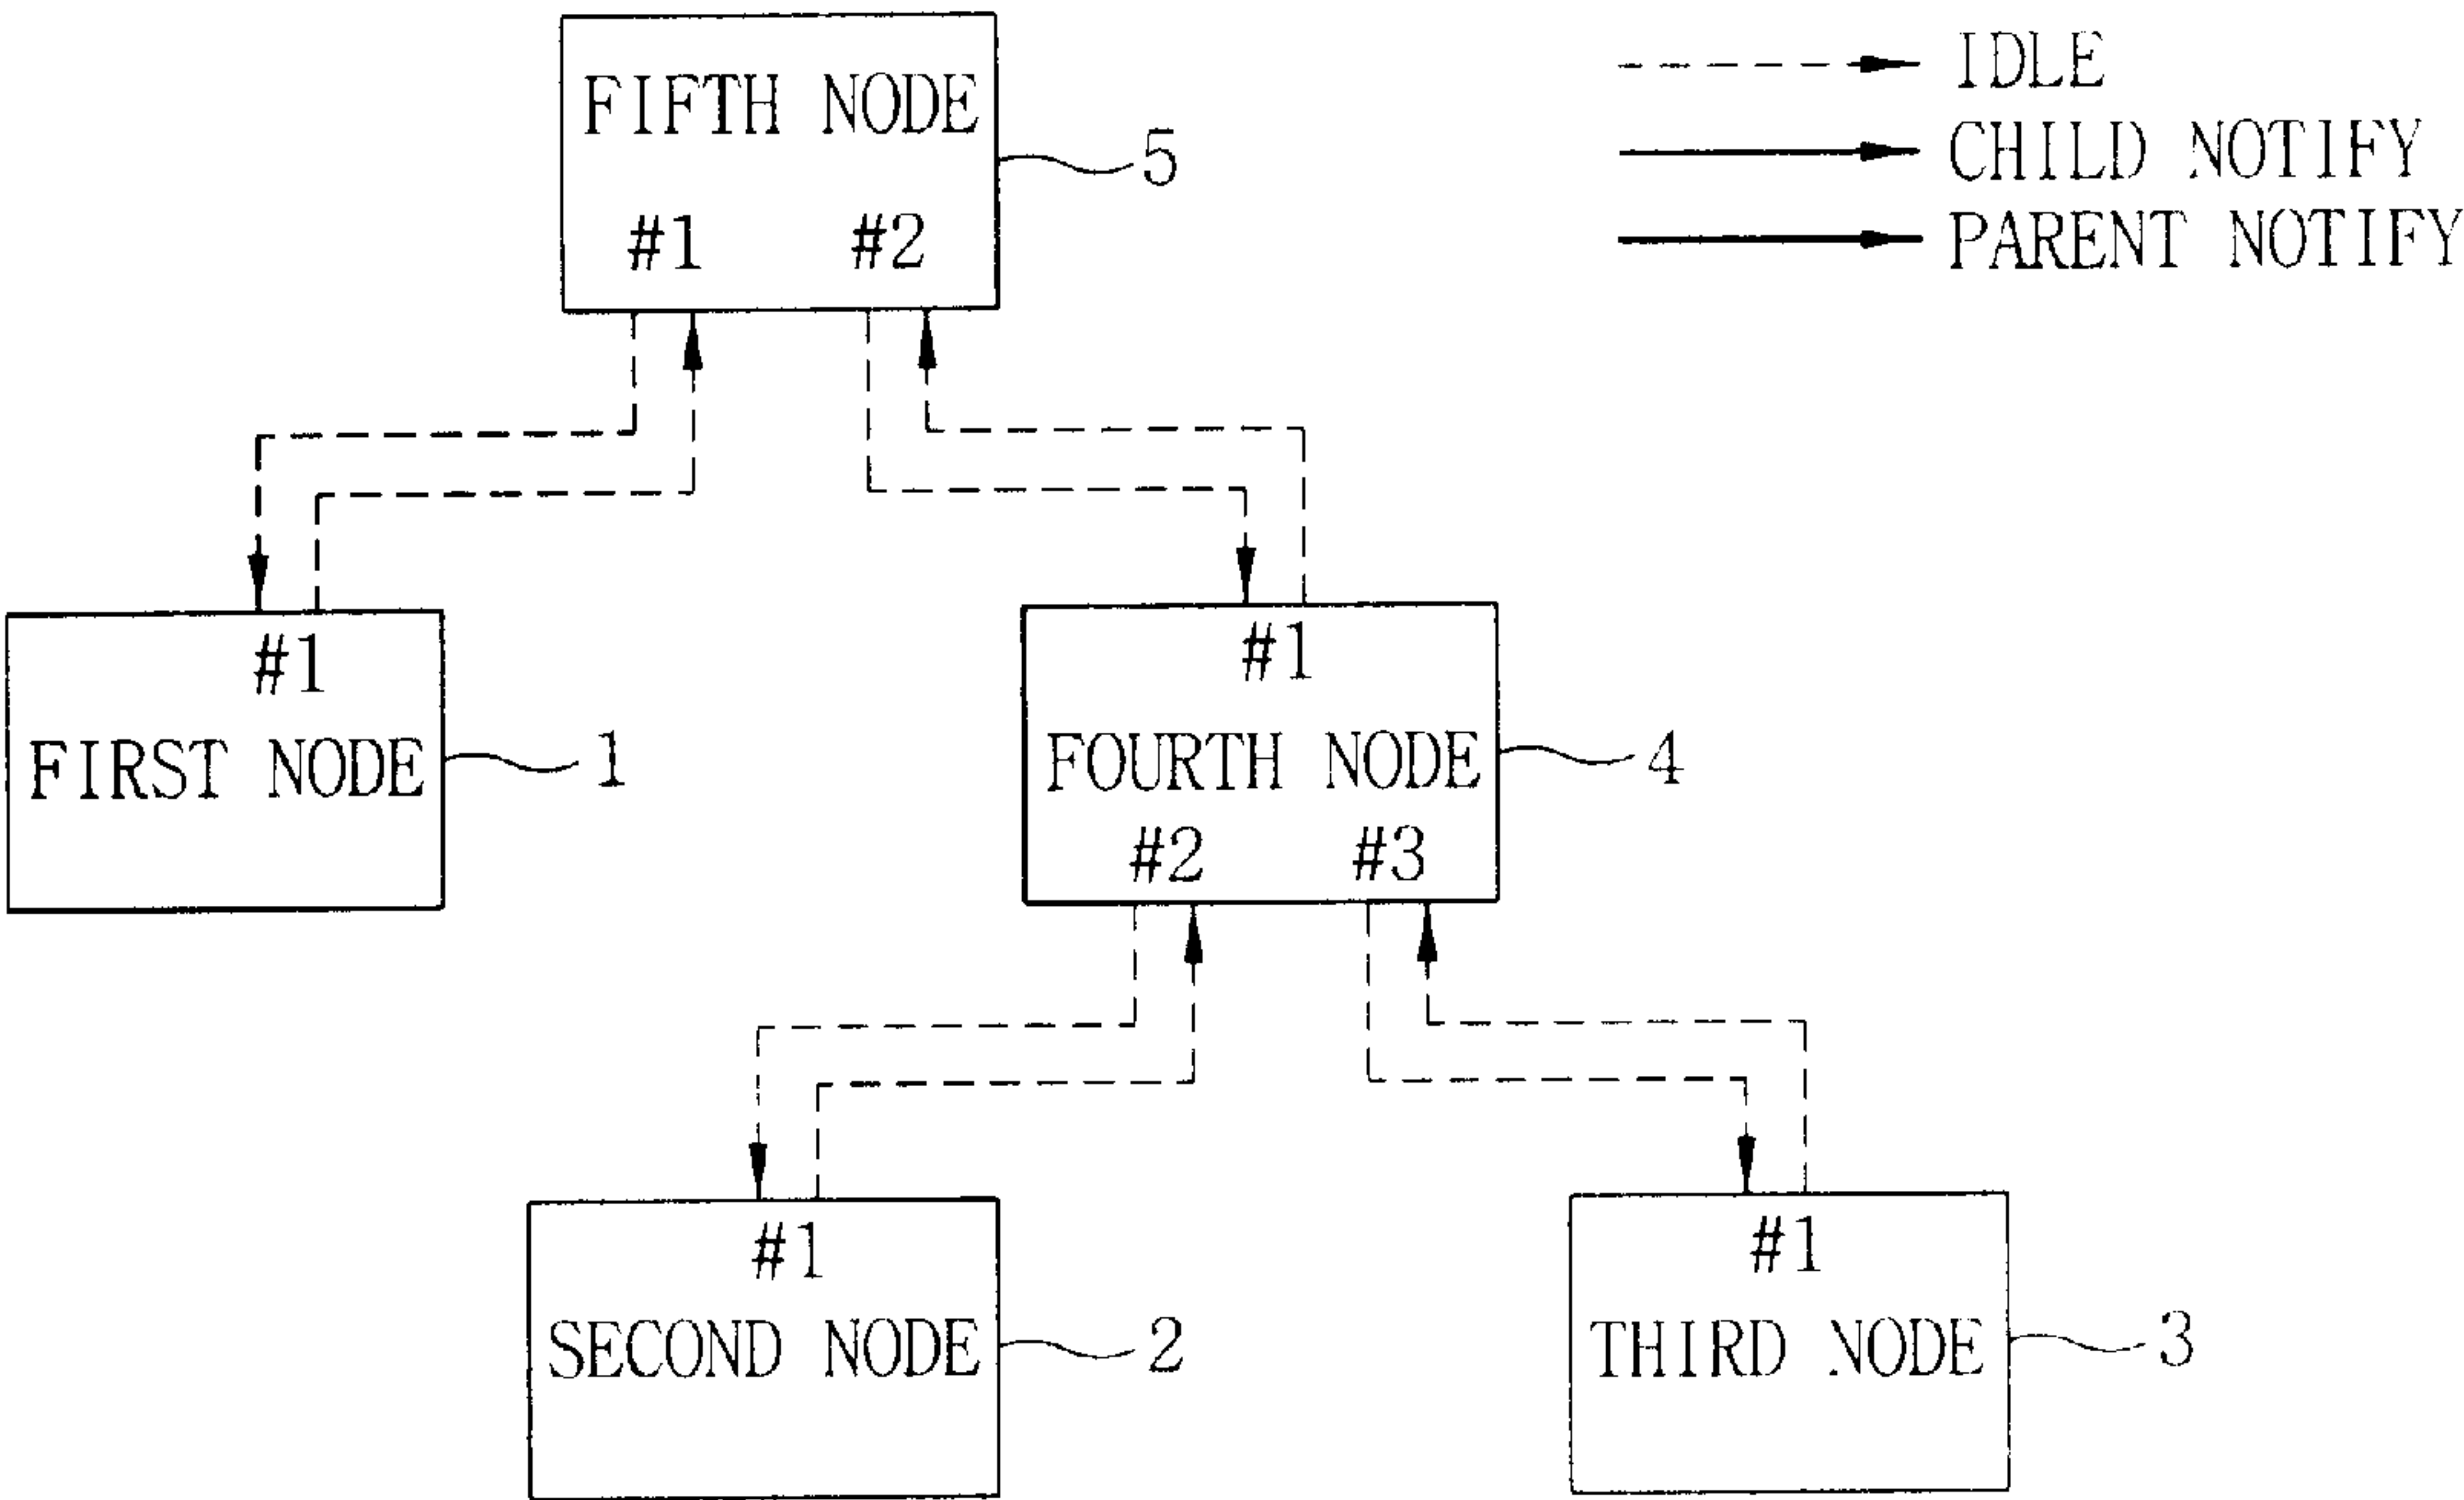 FIFTH NODE
#1 #2
5
IDLE
CHILD NOTIFY
PARENT NOTIFY
#1
FIRST NODE
1
#1
FOURTH NODE
#2 #3
4
#1
SECOND NODE
2
#1
THIRD NODE
3